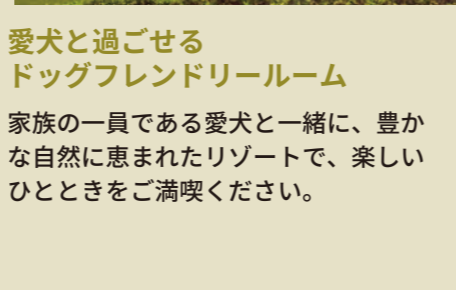 愛犬と過ごせる
ドッグフレンドリールーム
家族の一員である愛犬と一緒に、豊か
な自然に恵まれたリゾートで、楽しい
ひとときをご満喫ください。